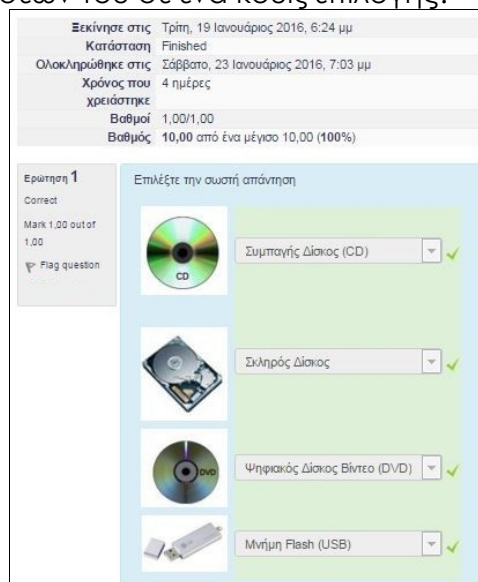 Ξεκίνησε στις Τρίτη, 19 Ιανουάριος 2016, 6:24 μμ
Κατάσταση Finished
Ολοκληρώθηκε στις Σάββατο, 23 Ιανουάριος 2016, 7:03 μμ
Χρόνος που χρειάστηκε 4 ημέρες
Βαθμοί 1,00/1,00
Βαθμός 10,00 από ένα μέγιστο 10,00 (100%)
Ερώτηση 1
Correct
Mark 1,00 out of
1,00
Flag question
Επιλέξτε την σωστή απάντηση
CD
Συμπαγής Δίσκος (CD)
Σκληρός Δίσκος
DVD
Ψηφιακός Δίσκος Βίντεο (DVD)
Μνήμη Flash (USB)